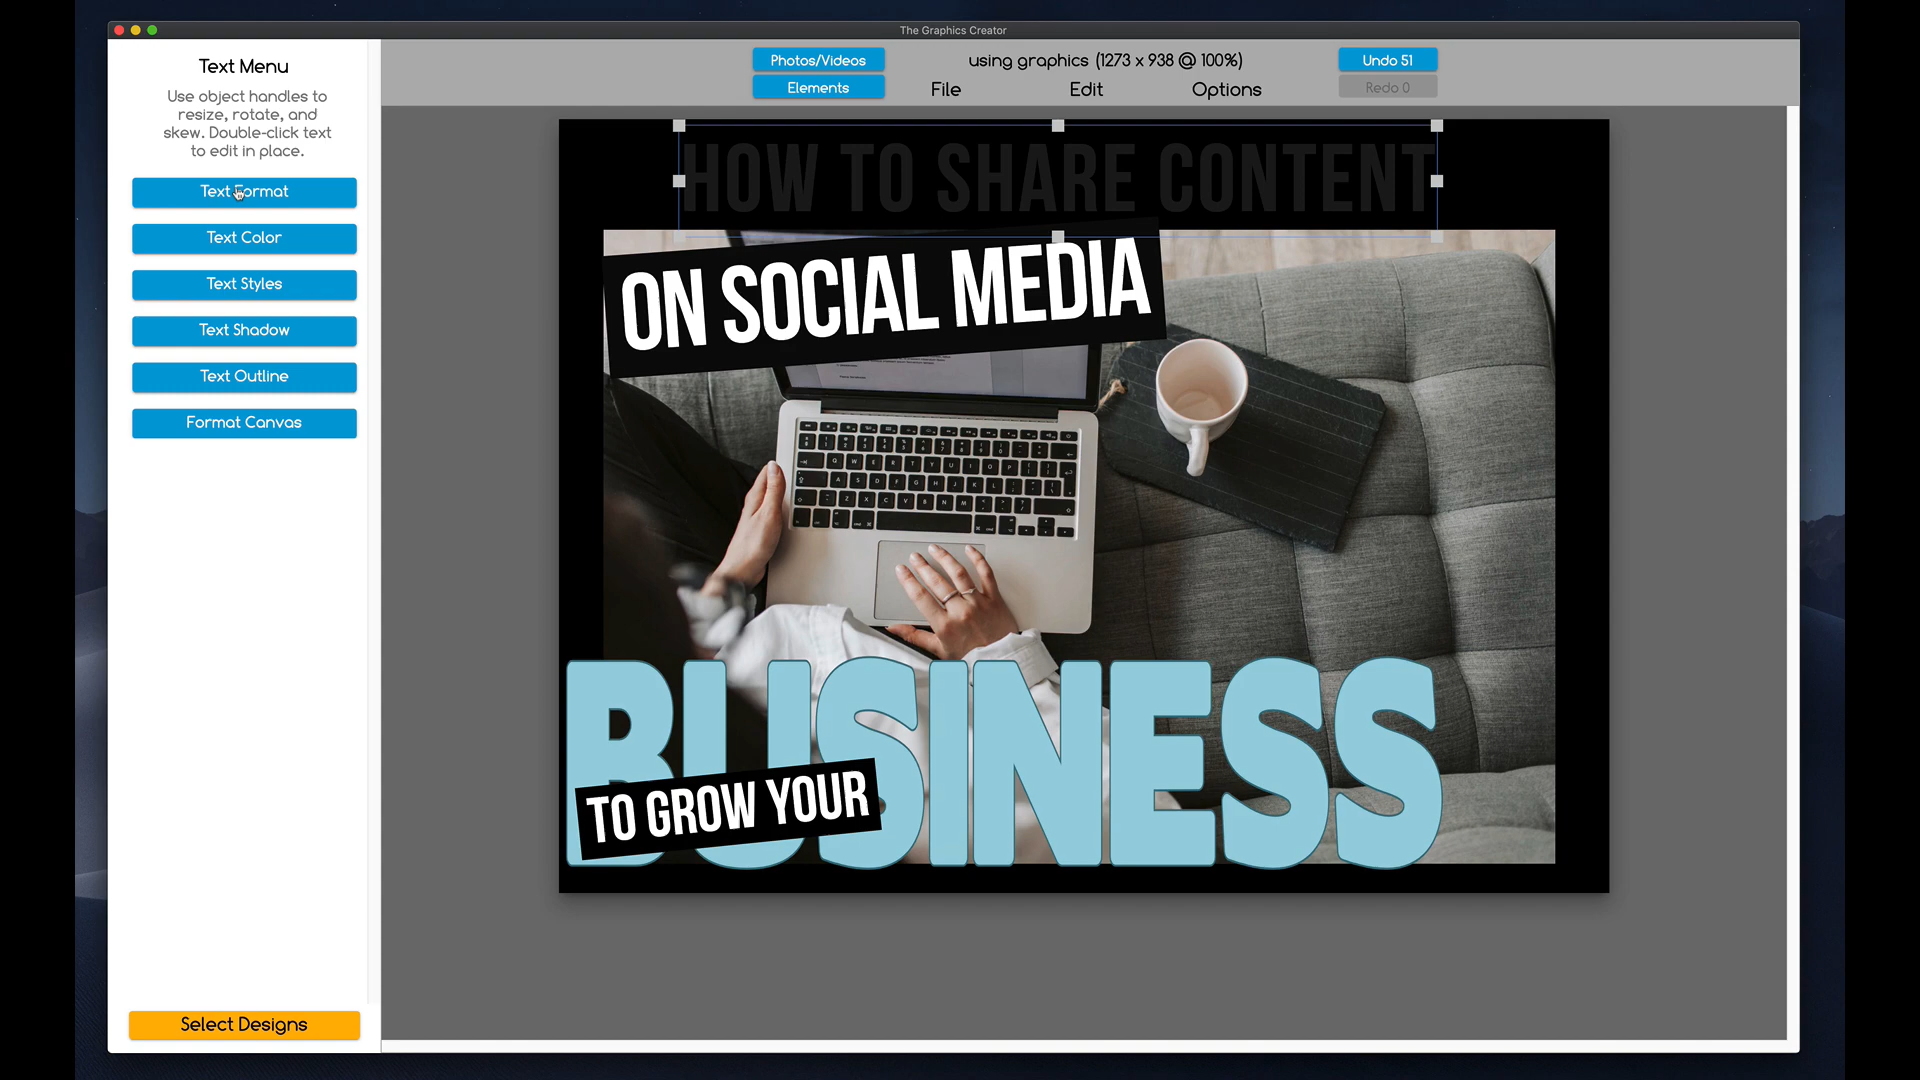 The Graphics Creator
Text Menu
Use object handles to
resize, rotate, and
skew. Double-click text
to edit in place.
Text Format
Text Color
Text Styles
Text Shadow
Text Outline
Format Canvas
Select Designs
Photos/Videos
Elements
using graphics (1273 x 938 @ 100%)
File Edit Options
Undo 51
Redo 0
HOW TO SHARE CONTENT
ON SOCIAL MEDIA
TO GROW YOUR
BUSINESS